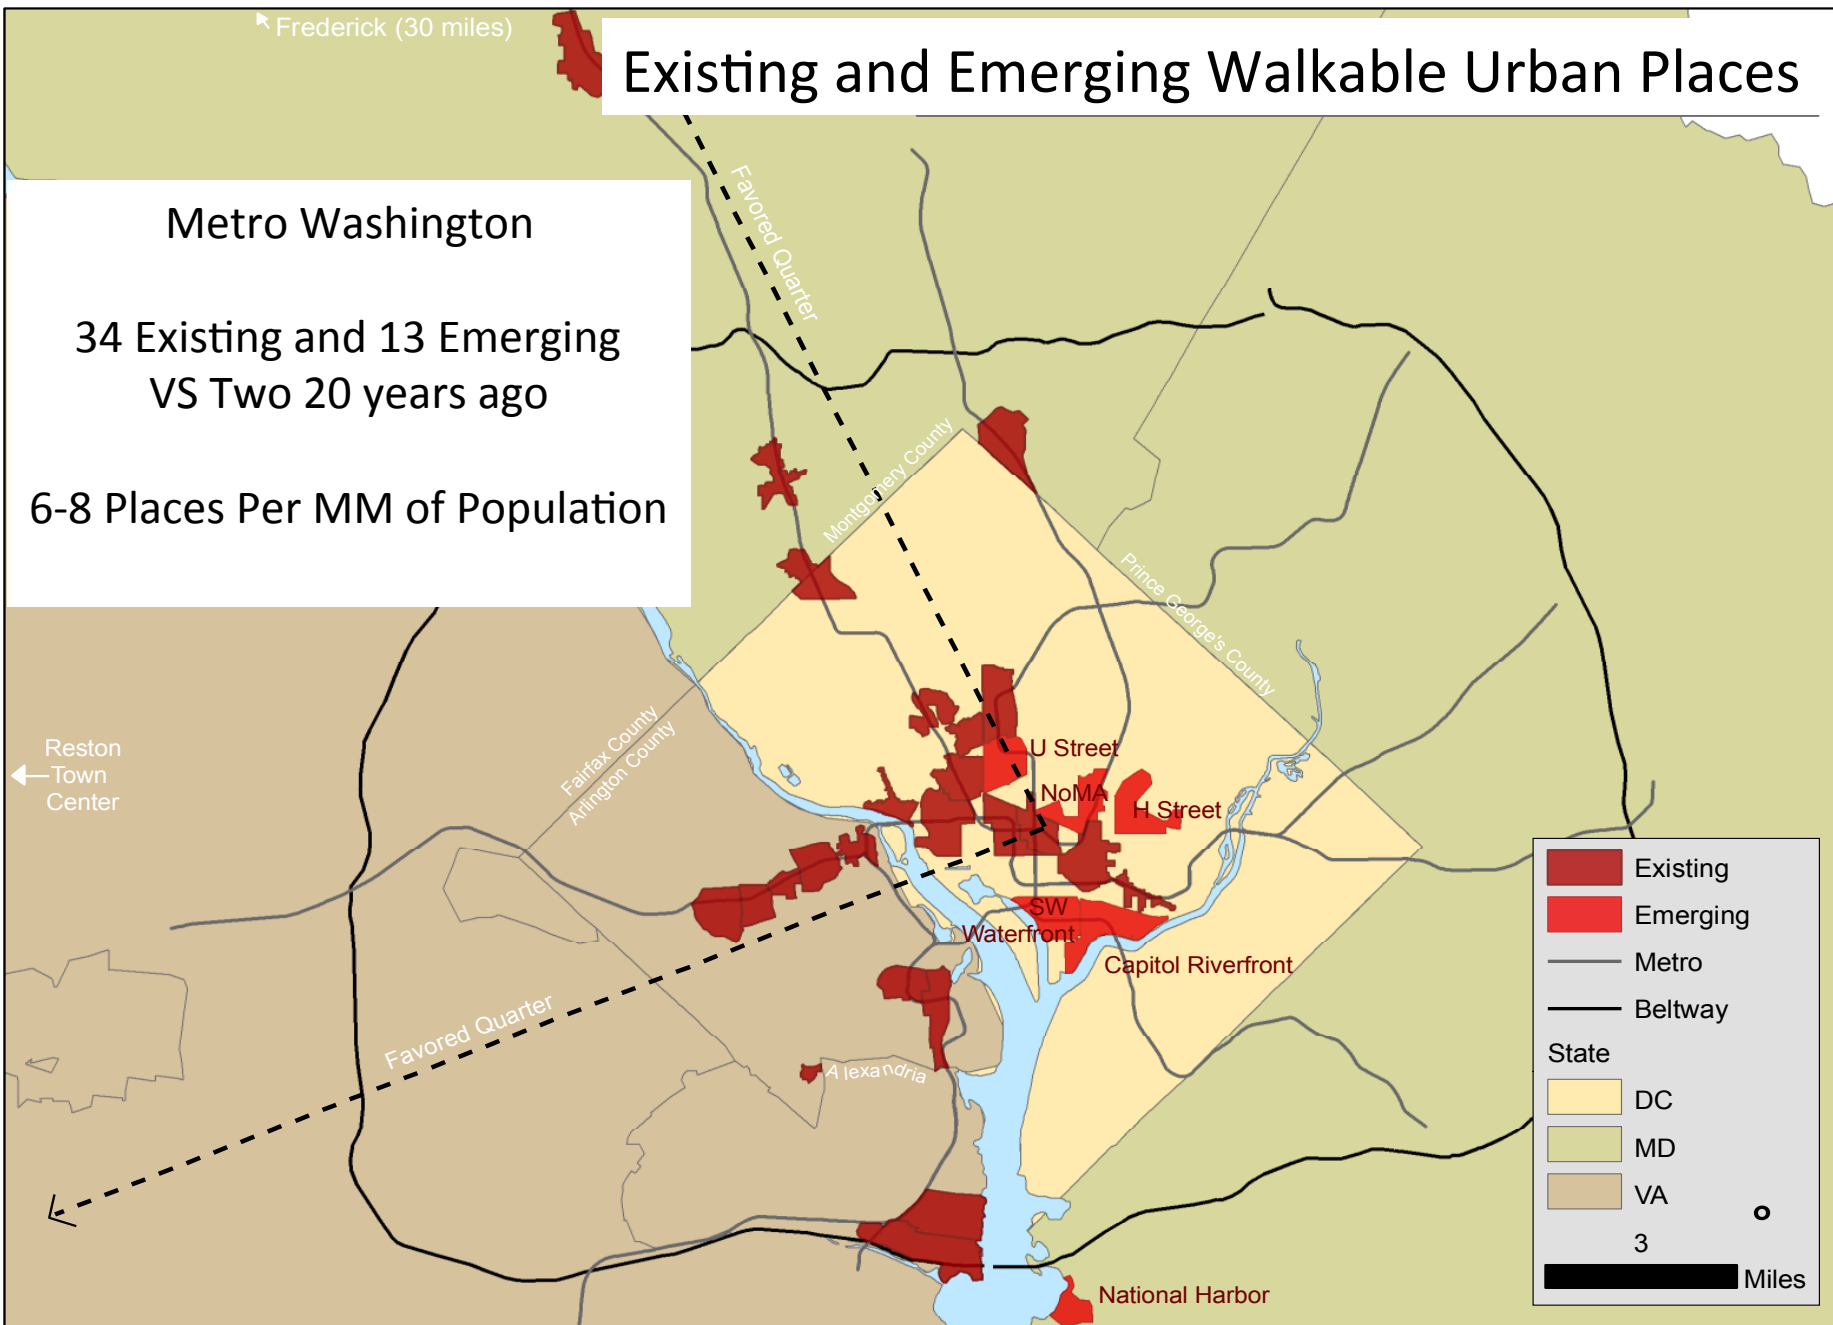 Frederick (30 miles)
Existing and Emerging Walkable Urban Places
Metro Washington
34 Existing and 13 Emerging
VS Two 20 years ago
6-8 Places Per MM of Population
Favored Quarter
Montgomery County
Prince George's County
Fairfax County
Arlington County
Reston
Town
Center
U Street
NoMA
H Street
SW
Waterfront
Capitol Riverfront
Favored Quarter
Alexandria
National Harbor
Existing
Emerging
Metro
Beltway
State
DC
MD
VA
3
Miles